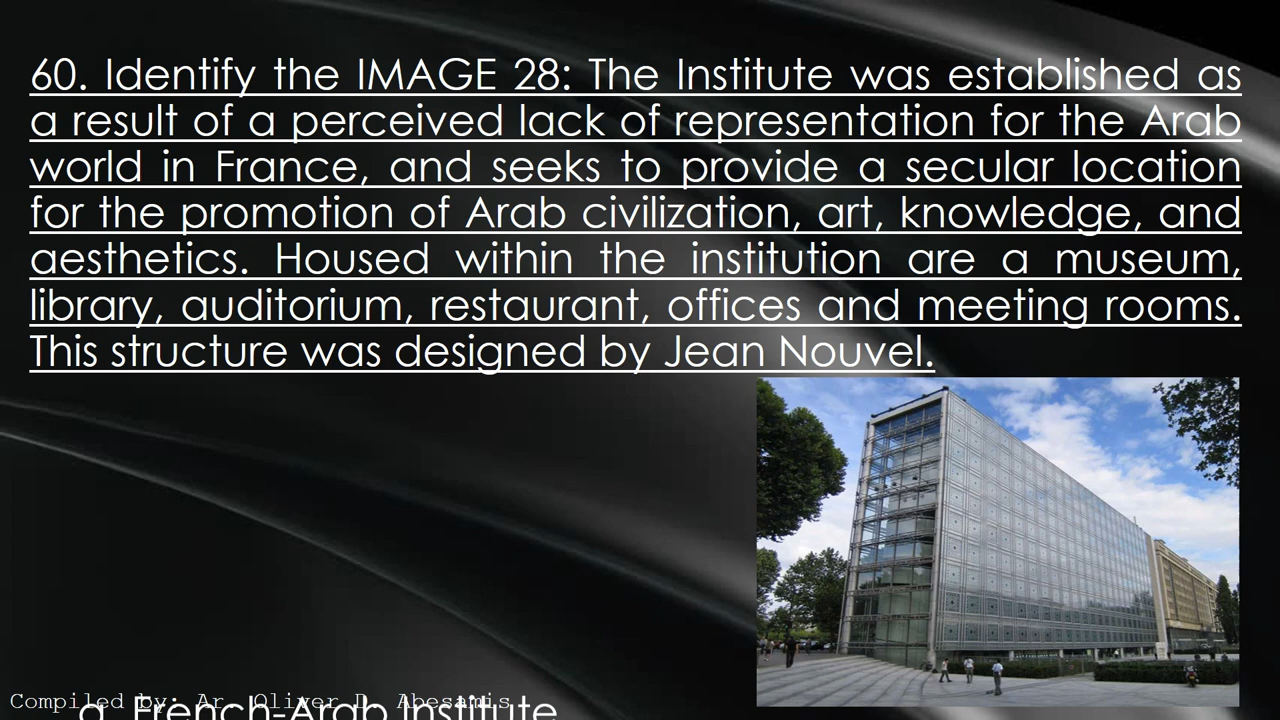 60. Identify the IMAGE 28: The Institute was established as
a result of a perceived lack of representation for the Arab
world in France, and seeks to provide a secular location
for the promotion of Arab civilization, art, knowledge, and
aesthetics. Housed within the institution are a museum,
library, auditorium, restaurant, offices and meeting rooms.
This structure was designed by Jean Nouvel.
Compiled by: Ar. Oliver D. Abesamis
a. French-Arab Institute